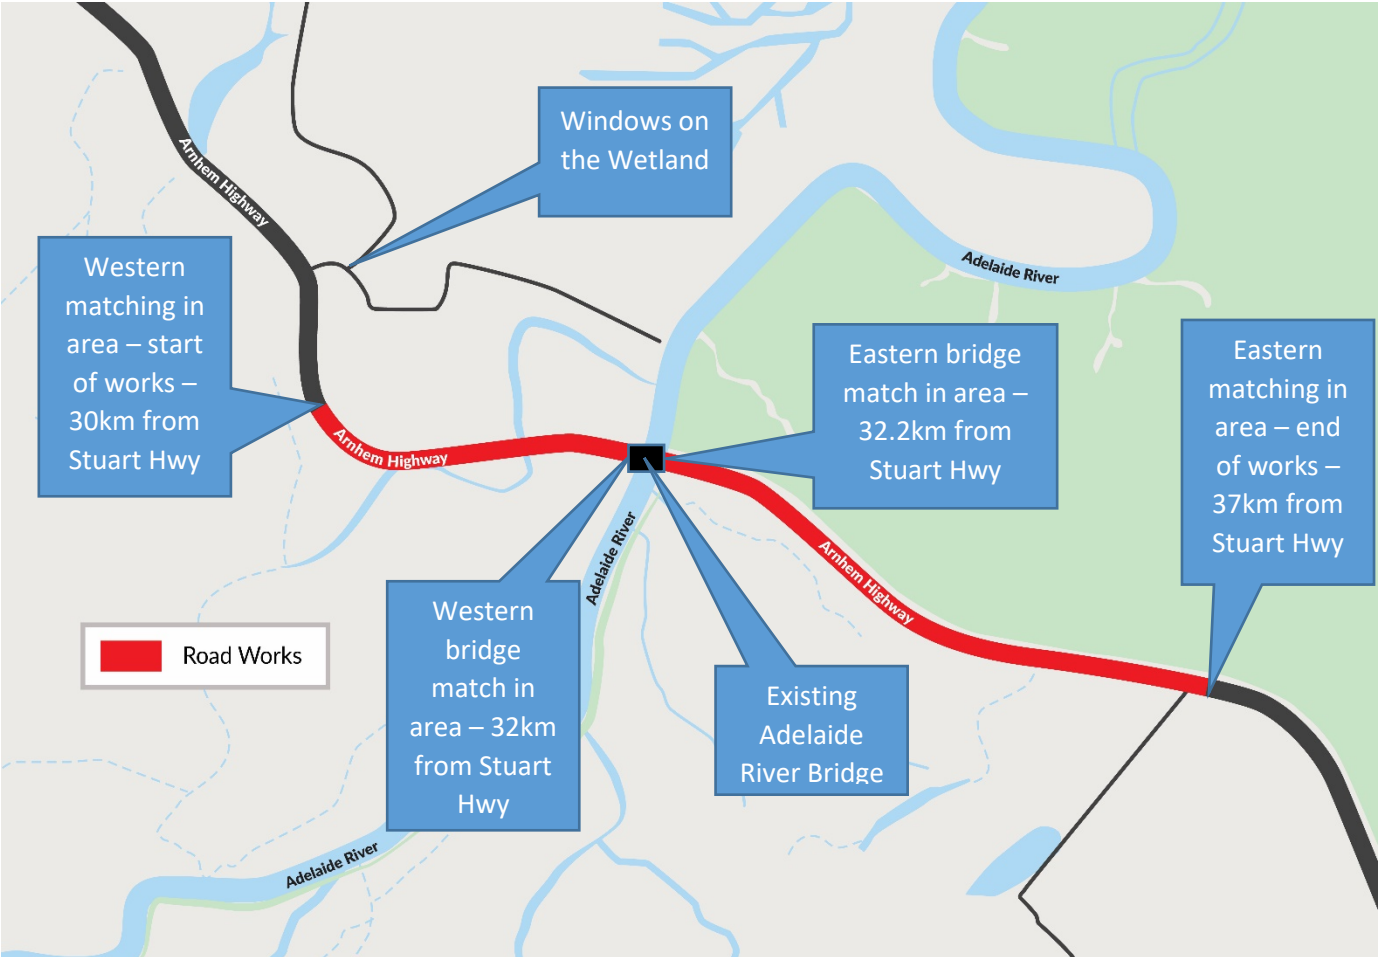 Windows on
the Wetland
Arnhem Highway
Western
matching in
area – start
of works –
30km from
Stuart Hwy
Adelaide River
Eastern bridge
match in area –
32.2km from
Stuart Hwy
Eastern
matching in
area – end
of works –
37km from
Stuart Hwy
Arnhem Highway
Adelaide River
Arnhem Highway
Western
bridge
match in
area – 32km
from Stuart
Hwy
Road Works
Existing
Adelaide
River Bridge
Adelaide River